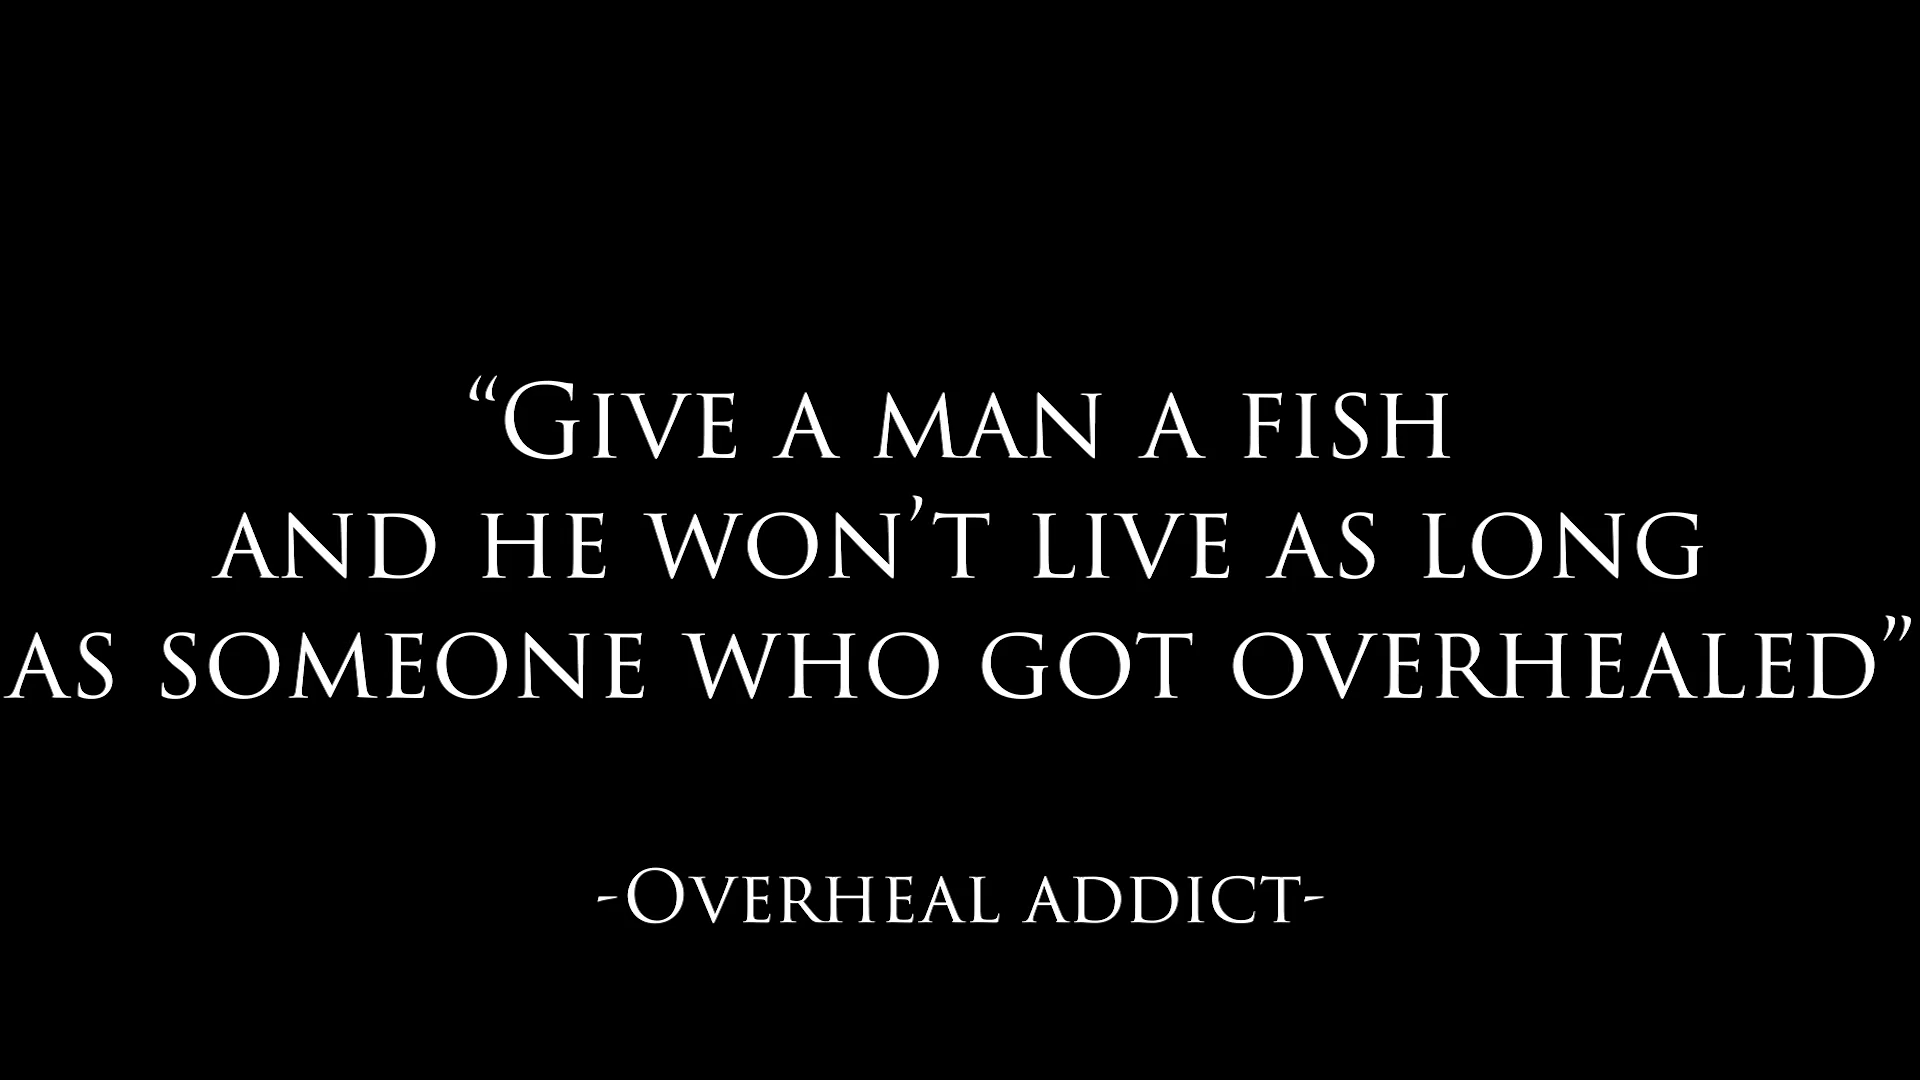 “Give a man a fish
and he won’t live as long
as someone who got overhealed”
-Overheal addict-